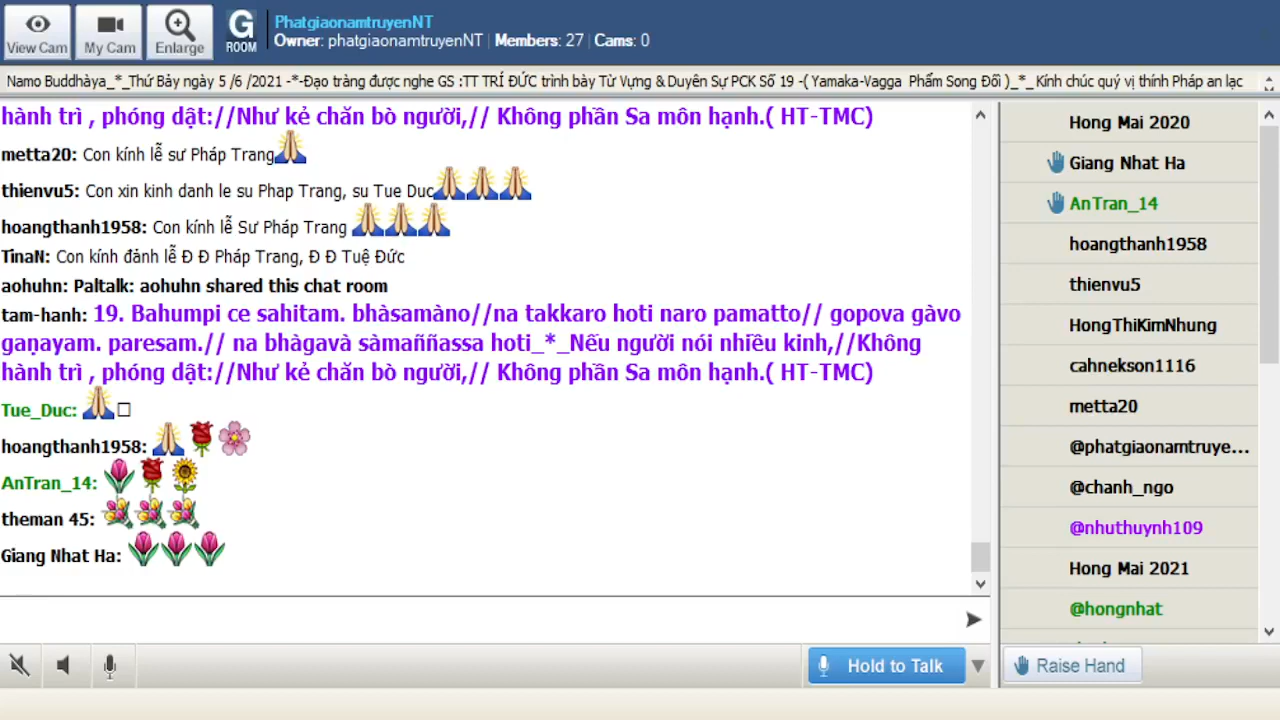 View Cam
My Cam
Enlarge
G
ROOM
PhatgiaonamtruyenNT
Owner: phatgiaonamtruyenNT | Members: 27 | Cams: 0
Namo Buddhàya_*_Thứ Bảy ngày 5 /6 /2021 -*-Đạo tràng được nghe GS :TT TRÍ ĐỨC trình bày Từ Vựng & Duyên Sự PCK Số 19 -( Yamaka-Vagga Phẩm Song Đối )_*_Kính chúc quý vị thính Pháp an lạc
hành trì , phóng dật://Như kẻ chăn bò người,// Không phần Sa môn hạnh.( HT-TMC)
metta20: Con kính lễ sư Pháp Trang
thienvu5: Con xin kinh danh le su Phap Trang, su Tue Duc
hoangthanh1958: Con kính lễ Sư Pháp Trang
TinaN: Con kính đảnh lễ Đ Đ Pháp Trang, Đ Đ Tuệ Đức
aohuhn: Paltalk: aohuhn shared this chat room
tam-hanh: 19. Bahumpi ce sahitam. bhàsamàno//na takkaro hoti naro pamatto// gopova gàvo
gaṇayam. paresam.// na bhàgavà sàmaññassa hoti_*_Nếu người nói nhiều kinh,//Không
hành trì , phóng dật://Như kẻ chăn bò người,// Không phần Sa môn hạnh.( HT-TMC)
Tue_Duc:
hoangthanh1958:
AnTran_14:
theman 45:
Giang Nhat Ha:
Hold to Talk
Hong Mai 2020
Giang Nhat Ha
AnTran_14
hoangthanh1958
thienvu5
HongThiKimNhung
cahnekson1116
metta20
@phatgiaonamtruye...
@chanh_ngo
@nhuthuynh109
Hong Mai 2021
@hongnhat
Raise Hand